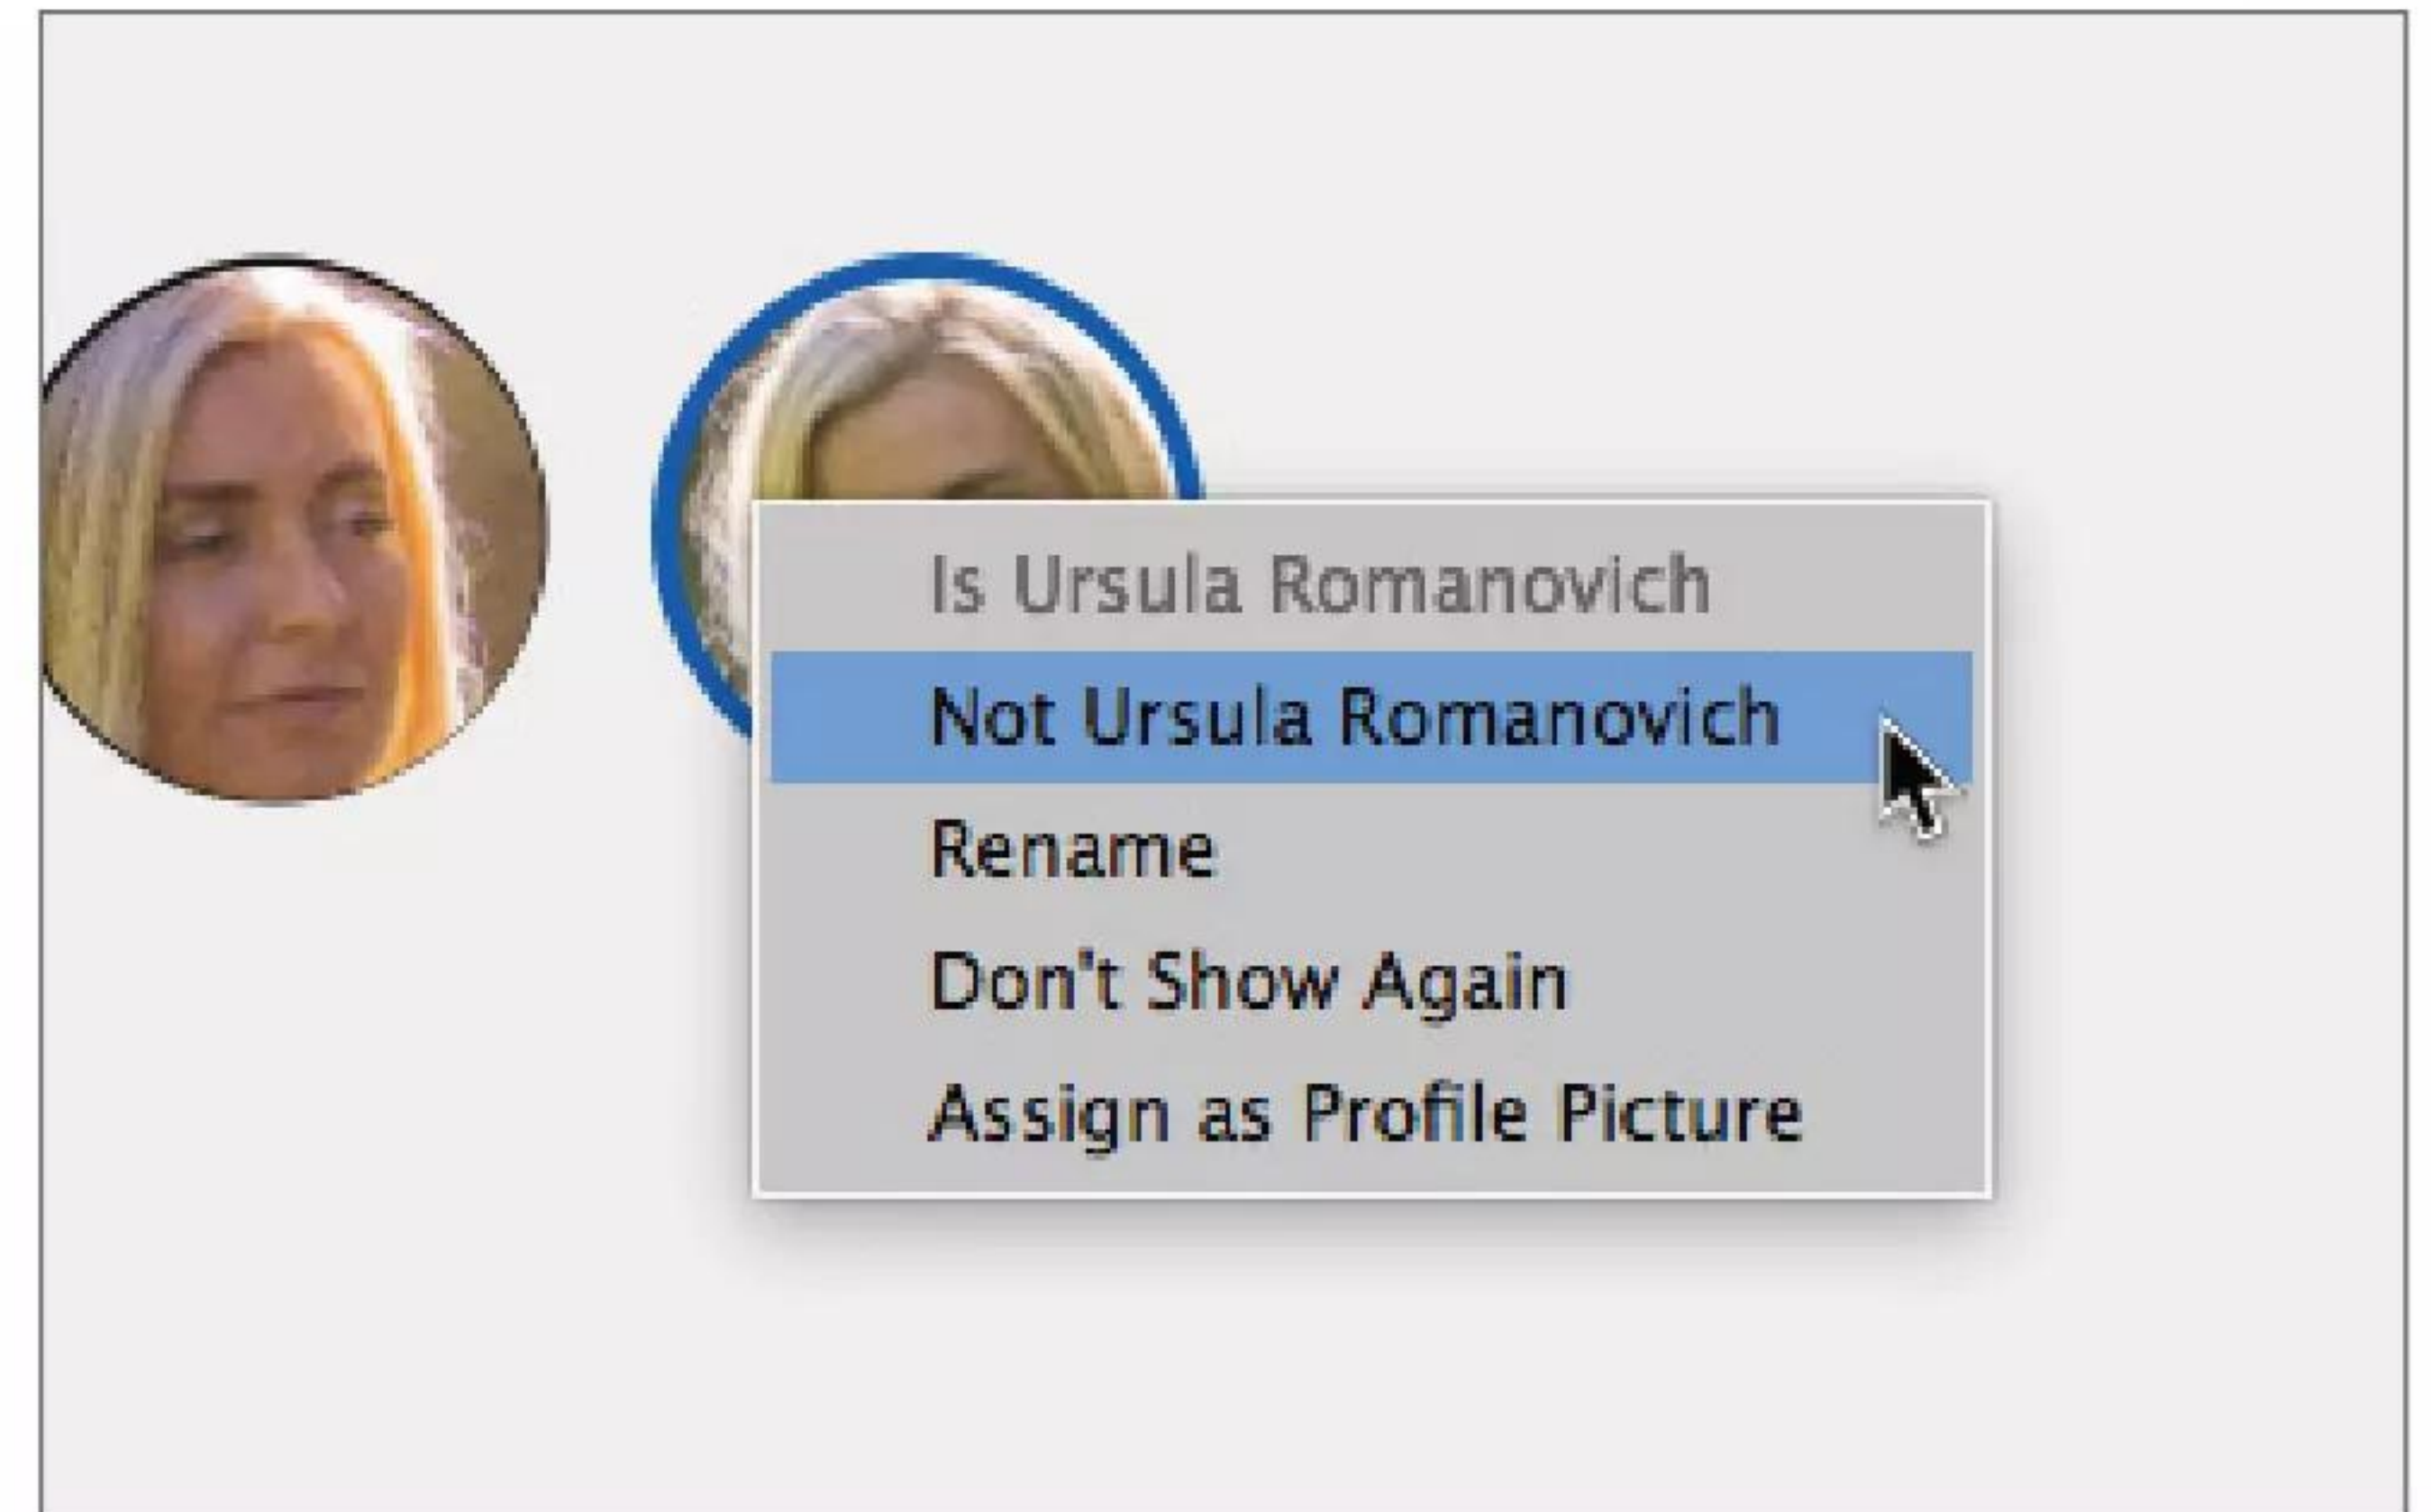 Is Ursula Romanovich
Not Ursula Romanovich
Rename
Don't Show Again
Assign as Profile Picture